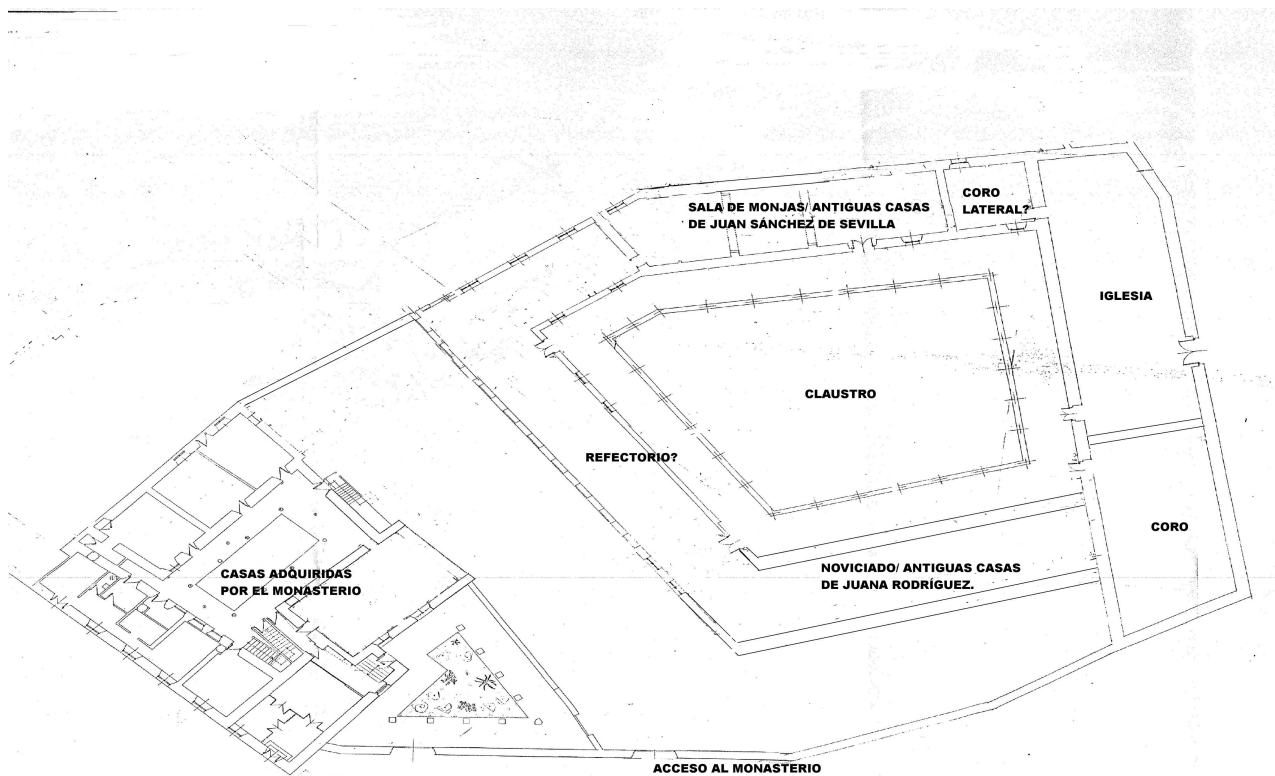 SALA DE MONJAS/ ANTIGUAS CASAS
DE JUAN SÁNCHEZ DE SEVILLA
CORO
LATERAL?
IGLESIA
CLAUSTRO
REFECTORIO?
CORO
CASAS ADQUIRIDAS
POR EL MONASTERIO
NOVICIADO/ ANTIGUAS CASAS
DE JUANA RODRÍGUEZ.
ACCESO AL MONASTERIO